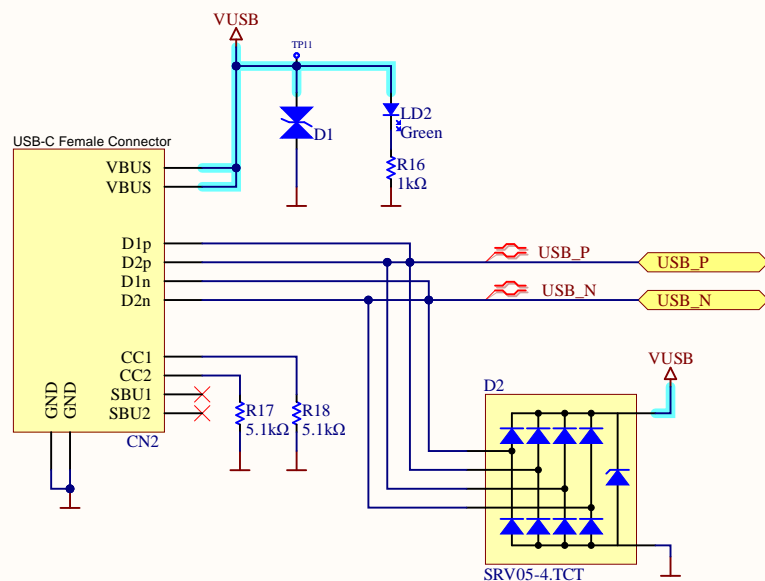 VUSB
TP11
D1
LD2
Green
R16
1kΩ
USB-C Female Connector
VBUS
VBUS
D1p
D2p
D1n
D2n
USB_P
USB_P
USB_N
USB_N
CC1
CC2
SBU1
SBU2
GND
GND
CN2
R17
5.1kΩ
R18
5.1kΩ
VUSB
D2
SRV05-4.TCT